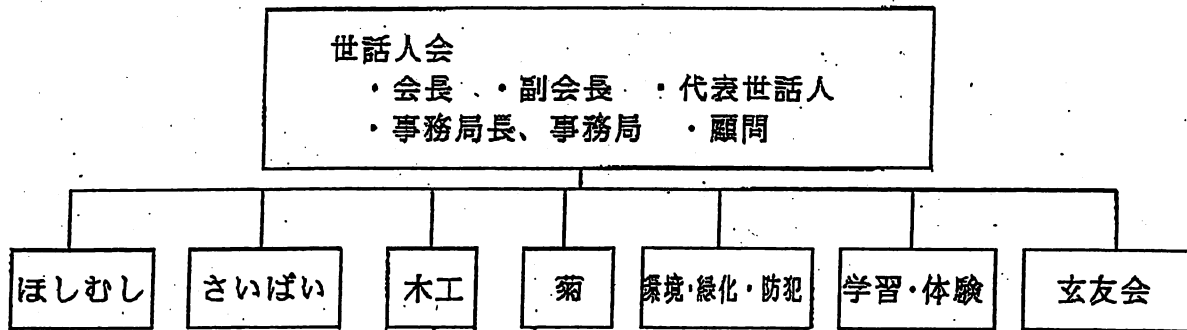 世話人会
・会長 ・副会長 ・代表世話人
・事務局長、事務局 ・顧問
ほしむし
さいばい
木工
菊
環境・緑化・防犯
学習・体験
玄友会